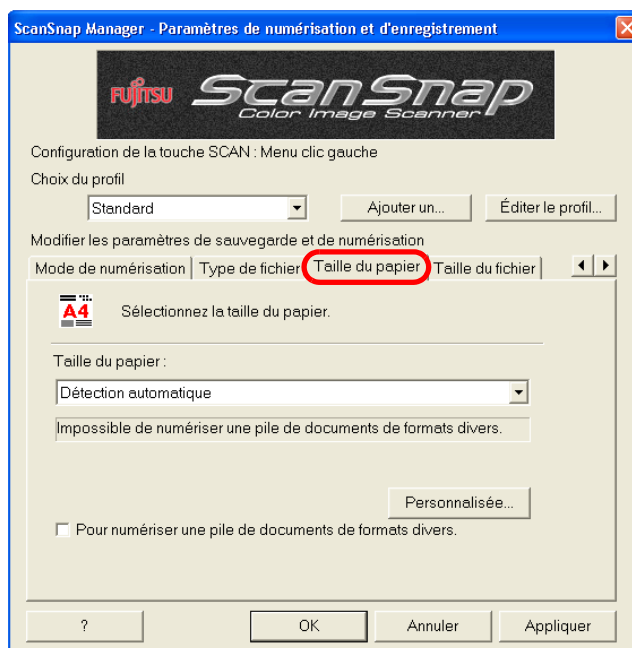 ScanSnap Manager - Paramètres de numérisation et d'enregistrement
FUJITSU ScanSnap
Color Image Scanner
Configuration de la touche SCAN : Menu clic gauche
Choix du profil
Standard Ajouter un... Éditer le profil...
Modifier les paramètres de sauvegarde et de numérisation
Mode de numérisation Type de fichier Taille du papier Taille du fichier
A4 Sélectionnez la taille du papier.
Taille du papier :
Détection automatique
Impossible de numériser une pile de documents de formats divers.
Personnalisée...
Pour numériser une pile de documents de formats divers.
? OK Annuler Appliquer